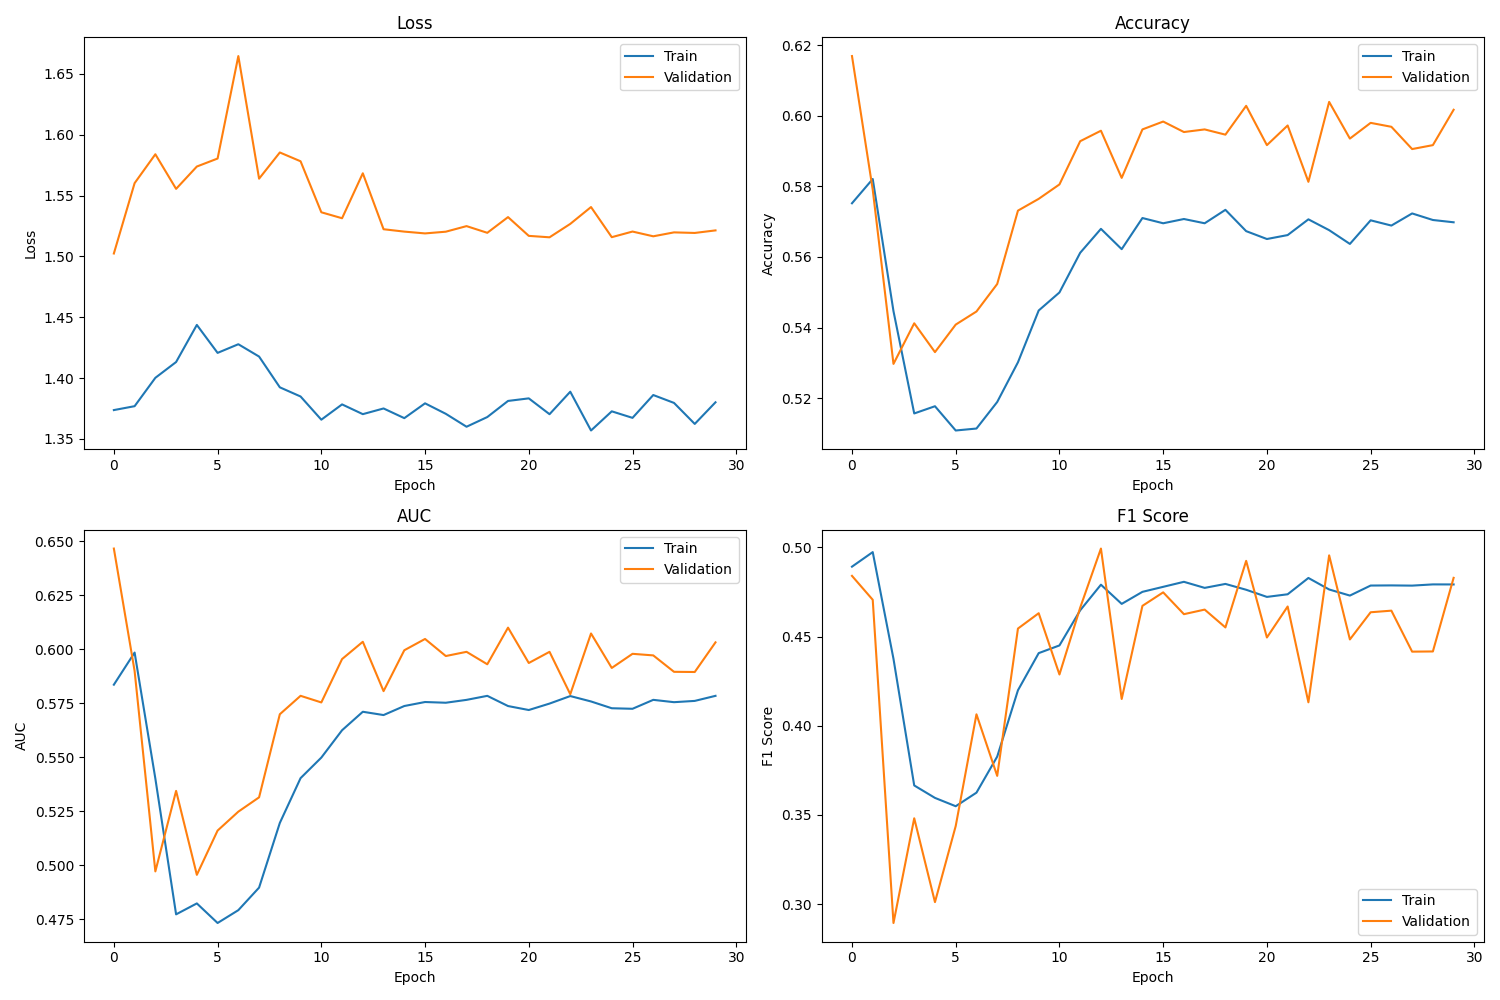 Loss
Train
Validation
1.65
1.60
1.55
1.50
1.45
1.40
1.35
Loss
0 5 10 15 20 25 30
Epoch
Accuracy
Train
Validation
0.62
0.60
0.58
0.56
0.54
0.52
Accuracy
0 5 10 15 20 25 30
Epoch
AUC
Train
Validation
0.650
0.625
0.600
0.575
0.550
0.525
0.500
0.475
AUC
0 5 10 15 20 25 30
Epoch
F1 Score
0.50
0.45
0.40
0.35
0.30
F1 Score
Train
Validation
0 5 10 15 20 25 30
Epoch